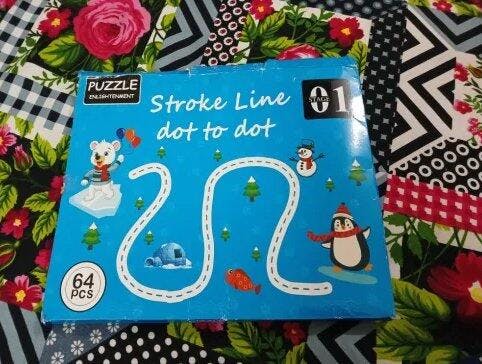 PUZZLE
ENLIGHTENMENT
Stroke Line
dot to dot
STAGE
01
64
PCS